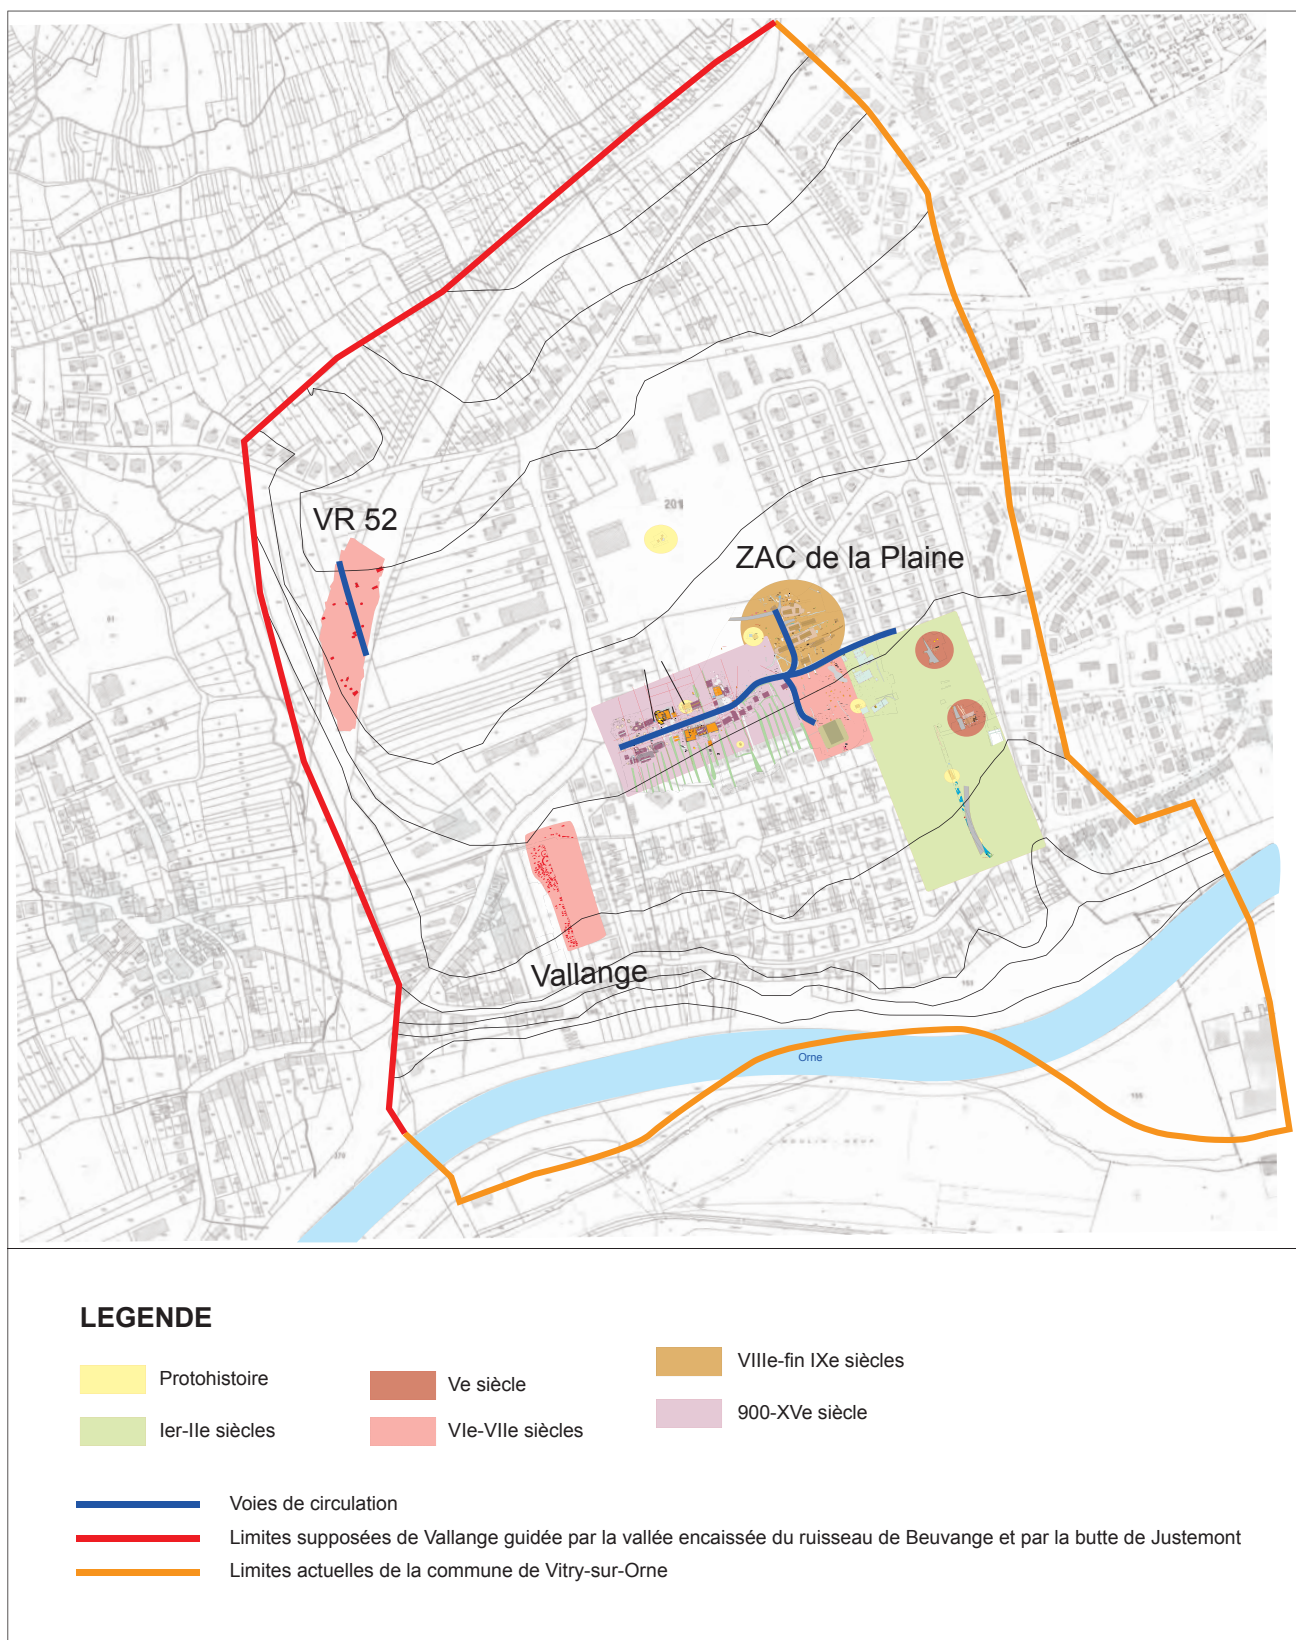 201
VR 52
ZAC de la Plaine
Vallange
Orne
LEGENDE
Protohistoire
Ier-IIe siècles
Ve siècle
VIe-VIIe siècles
VIIIe-fin IXe siècles
900-XVe siècle
Voies de circulation
Limites supposées de Vallange guidée par la vallée encaissée du ruisseau de Beuvange et par la butte de Justemont
Limites actuelles de la commune de Vitry-sur-Orne